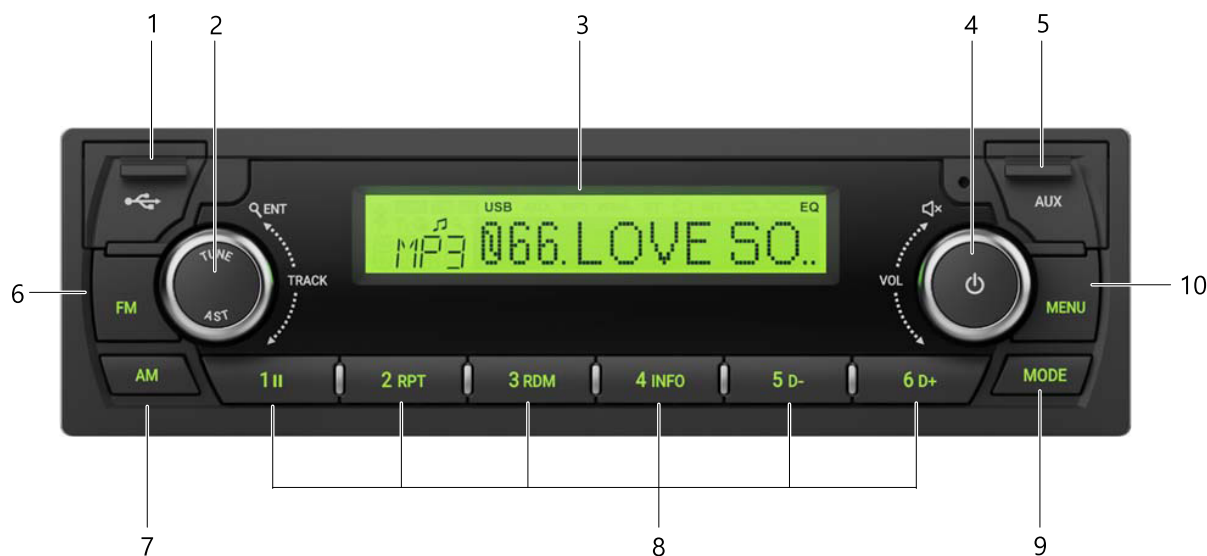 1 2 3 4 5
USB EQ
MP3 066.LOVE SO..
ENT
AUX
TUNE
TRACK
AST
VOL
6
FM
MENU
10
AM
1 2 RPT 3 RDM 4 INFO 5 D- 6 D+
MODE
7 8 9